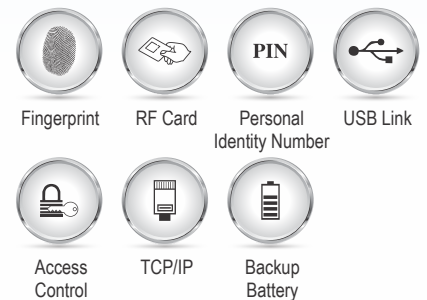 PIN
Fingerprint
RF Card
Personal
Identity Number
USB Link
Access
Control
TCP/IP
Backup
Battery